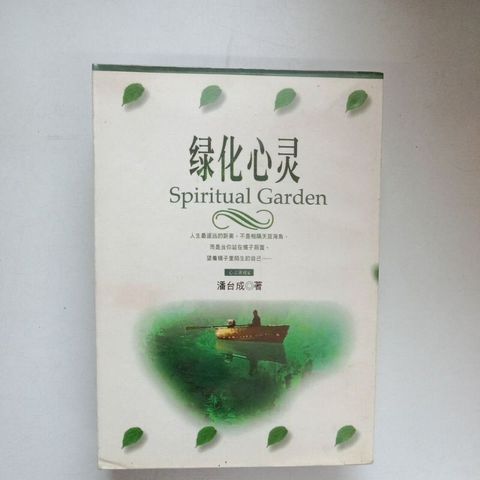 绿化心灵
Spiritual Garden
人生最遥远的距离，不是相隔天涯海角，
而是当你站在镜子前面，
望着镜子里陌生的自己……
潘台成◎著